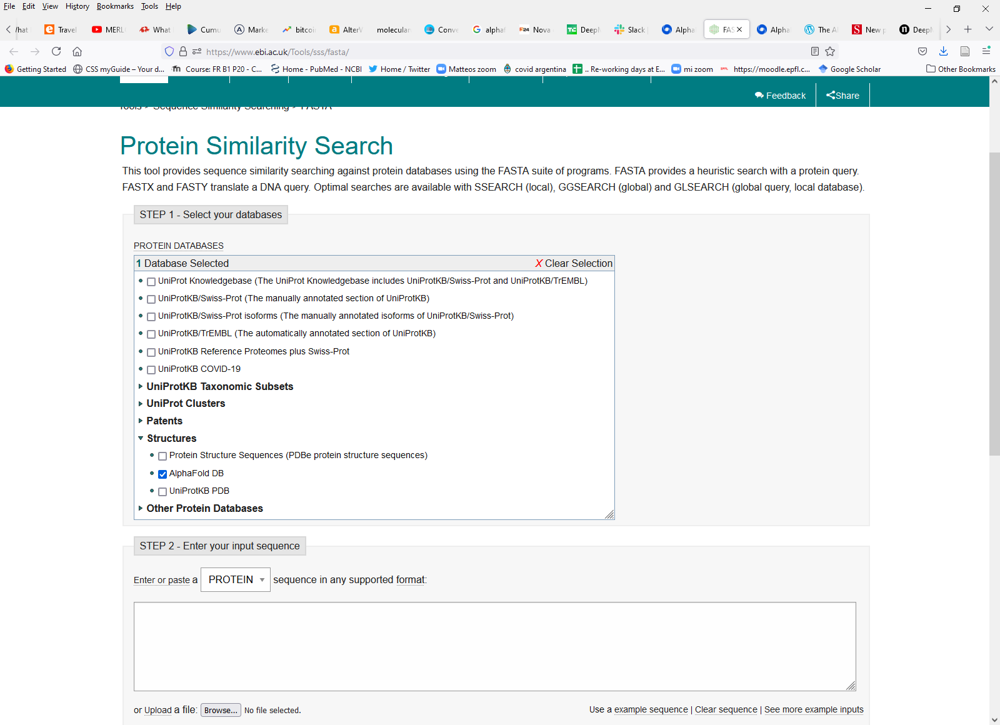 File Edit View History Bookmarks Tools Help
Travel MERL What Cumu Marke bitcoi AlterV molecular Conve alphaf Nova DeepM Slack Alpha FAS Alpha The A New p DeepM
https://www.ebi.ac.uk/Tools/sss/fasta/
Getting Started CSS myGuide – Your d... Course: FR B1 P20 - C... Home - PubMed - NCBI Home / Twitter Matteos zoom covid argentina .. Re-working days at E... mi zoom https://moodle.epfl.c... Google Scholar Other Bookmarks
Feedback Share
Tools > Sequence Similarity Searching > FASTA
Protein Similarity Search
This tool provides sequence similarity searching against protein databases using the FASTA suite of programs. FASTA provides a heuristic search with a protein query.
FASTX and FASTY translate a DNA query. Optimal searches are available with SSEARCH (local), GGSEARCH (global) and GLSEARCH (global query, local database).
STEP 1 - Select your databases
PROTEIN DATABASES
1 Database Selected X Clear Selection
UniProt Knowledgebase (The UniProt Knowledgebase includes UniProtKB/Swiss-Prot and UniProtKB/TrEMBL)
UniProtKB/Swiss-Prot (The manually annotated section of UniProtKB)
UniProtKB/Swiss-Prot isoforms (The manually annotated isoforms of UniProtKB/Swiss-Prot)
UniProtKB/TrEMBL (The automatically annotated section of UniProtKB)
UniProtKB Reference Proteomes plus Swiss-Prot
UniProtKB COVID-19
UniProtKB Taxonomic Subsets
UniProt Clusters
Patents
Structures
Protein Structure Sequences (PDBe protein structure sequences)
AlphaFold DB
UniProtKB PDB
Other Protein Databases
STEP 2 - Enter your input sequence
Enter or paste a PROTEIN sequence in any supported format:
or Upload a file: Browse... No file selected. Use a example sequence | Clear sequence | See more example inputs